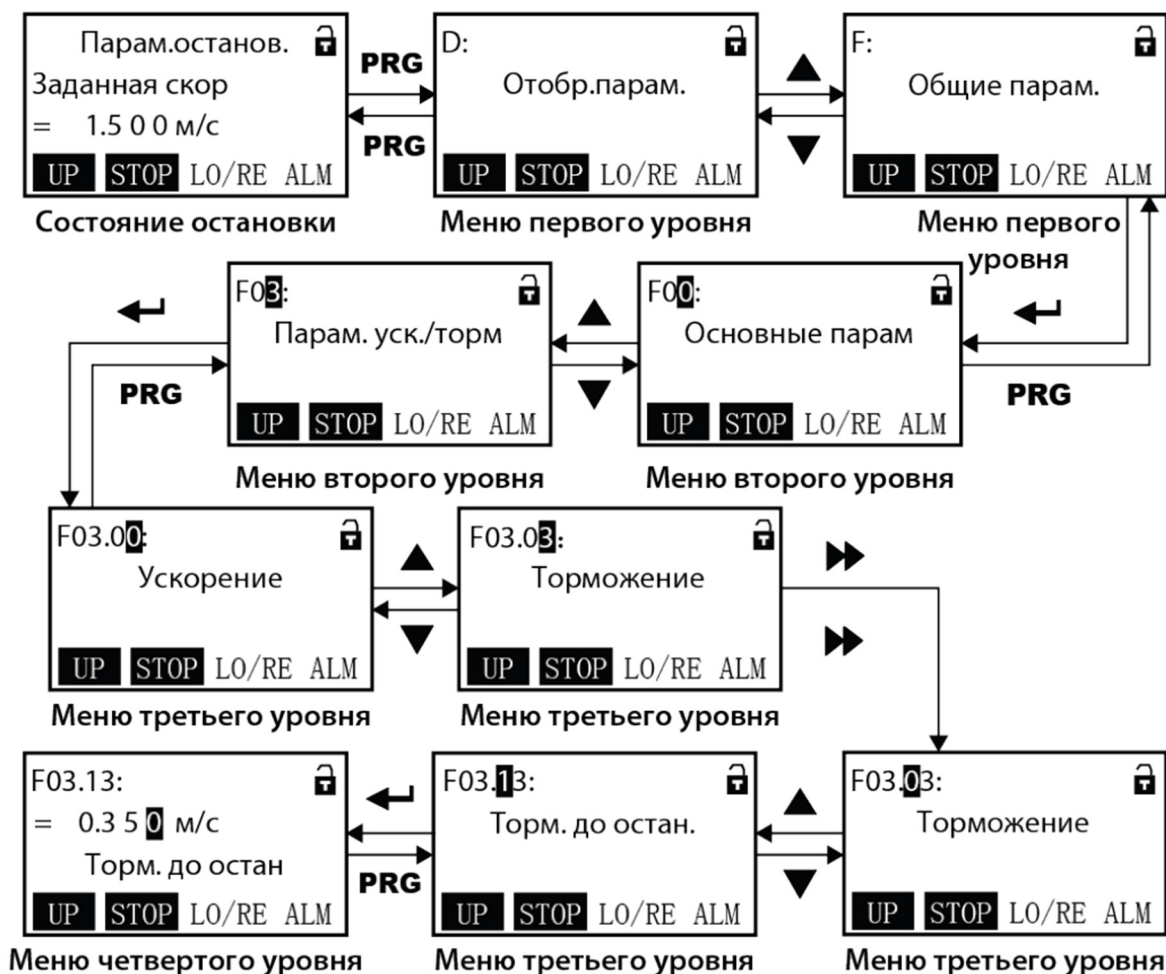 Парам.останов.
Заданная скор
= 1.5 0 0 м/с
UP STOP LO/RE ALM
Состояние остановки
PRG
PRG
D:
Отобр.парам.
UP STOP LO/RE ALM
Меню первого уровня
F:
Общие парам.
UP STOP LO/RE ALM
Меню первого
уровня
F03:
Парам. уск./торм
UP STOP LO/RE ALM
Меню второго уровня
F00:
Основные парам
UP STOP LO/RE ALM
Меню второго уровня
PRG
PRG
F03.00:
Ускорение
UP STOP LO/RE ALM
Меню третьего уровня
F03.03:
Торможение
UP STOP LO/RE ALM
Меню третьего уровня
F03.13:
= 0.3 5 0 м/с
Торм. до остан
UP STOP LO/RE ALM
Меню четвертого уровня
PRG
F03.13:
Торм. до остан.
UP STOP LO/RE ALM
Меню третьего уровня
F03.03:
Торможение
UP STOP LO/RE ALM
Меню третьего уровня